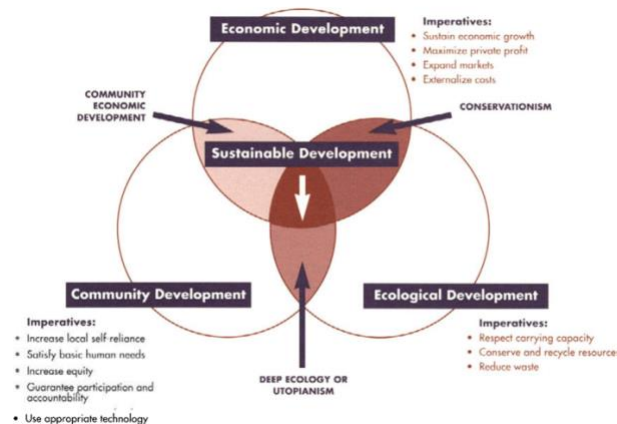 Economic Development
Imperatives:
• Sustain economic growth
• Maximize private profit
• Expand markets
• Externalize costs
COMMUNITY
ECONOMIC
DEVELOPMENT
CONSERVATIONISM
Sustainable Development
Community Development
Ecological Development
Imperatives:
• Increase local self-reliance
• Satisfy basic human needs
• Increase equity
• Guarantee participation and
accountability
• Use appropriate technology
Imperatives:
• Respect carrying capacity
• Conserve and recycle resources
• Reduce waste
DEEP ECOLOGY OR
UTOPIANISM